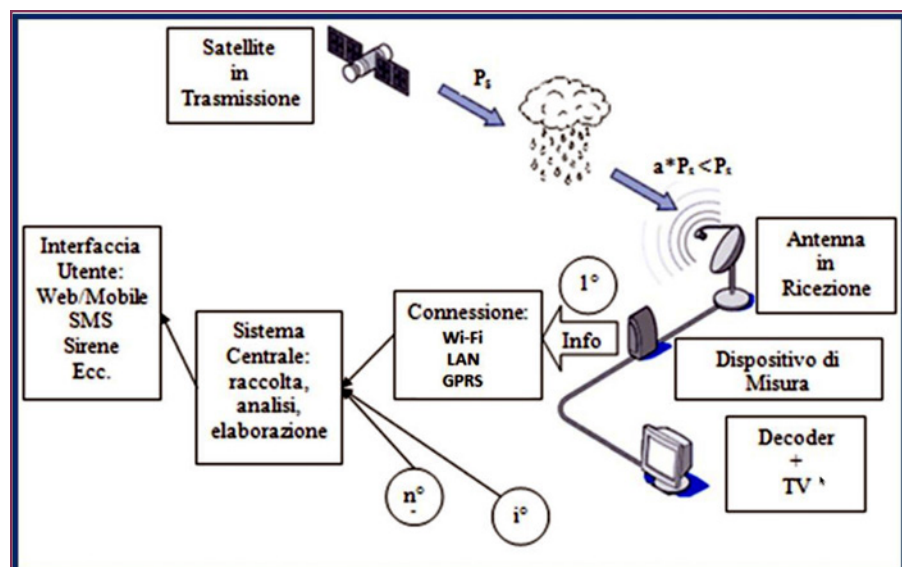 Satellite
in
Trasmissione
Ps
a*Ps < Ps
Antenna
in
Ricezione
Interfaccia
Utente:
Web/Mobile
SMS
Sirene
Ecc.
Sistema
Centrale:
raccolta,
analisi,
elaborazione
Connessione:
Wi-Fi
LAN
GPRS
1°
Info
Dispositivo di
Misura
Decoder
+
TV
n°
i°